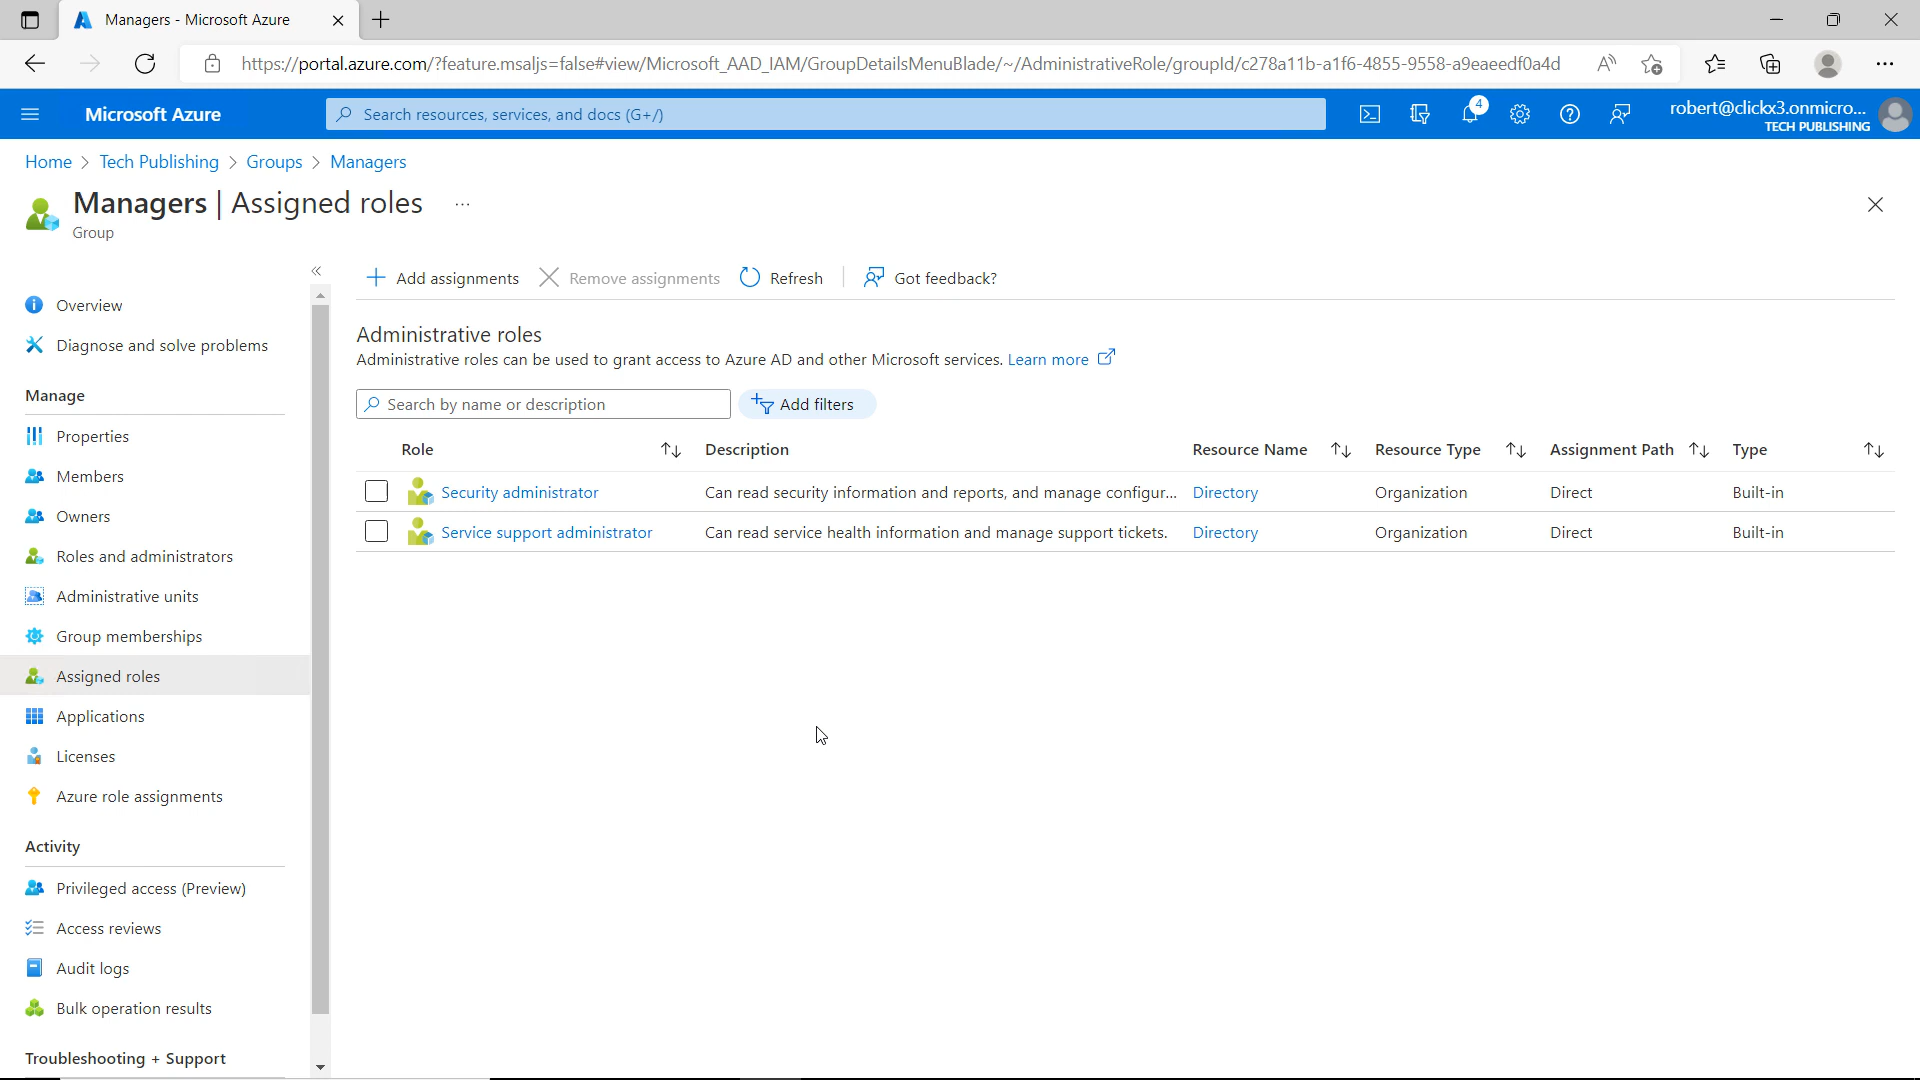 Managers - Microsoft Azure
https://portal.azure.com/?feature.msaljs=false#view/Microsoft_AAD_IAM/GroupDetailsMenuBlade/~/AdministrativeRole/groupId/c278a11b-a1f6-4855-9558-a9eaeedf0a4d
Microsoft Azure
Search resources, services, and docs (G+/)
4
robert@clickx3.onmicro...
TECH PUBLISHING
Home > Tech Publishing > Groups > Managers
Managers | Assigned roles ...
Group
Add assignments Remove assignments Refresh Got feedback?
Overview
Diagnose and solve problems
Manage
Properties
Members
Owners
Roles and administrators
Administrative units
Group memberships
Assigned roles
Applications
Licenses
Azure role assignments
Activity
Privileged access (Preview)
Access reviews
Audit logs
Bulk operation results
Troubleshooting + Support
Administrative roles
Administrative roles can be used to grant access to Azure AD and other Microsoft services. Learn more
Search by name or description
Add filters
Role Description Resource Name Resource Type Assignment Path Type
Security administrator Can read security information and reports, and manage configur... Directory Organization Direct Built-in
Service support administrator Can read service health information and manage support tickets. Directory Organization Direct Built-in